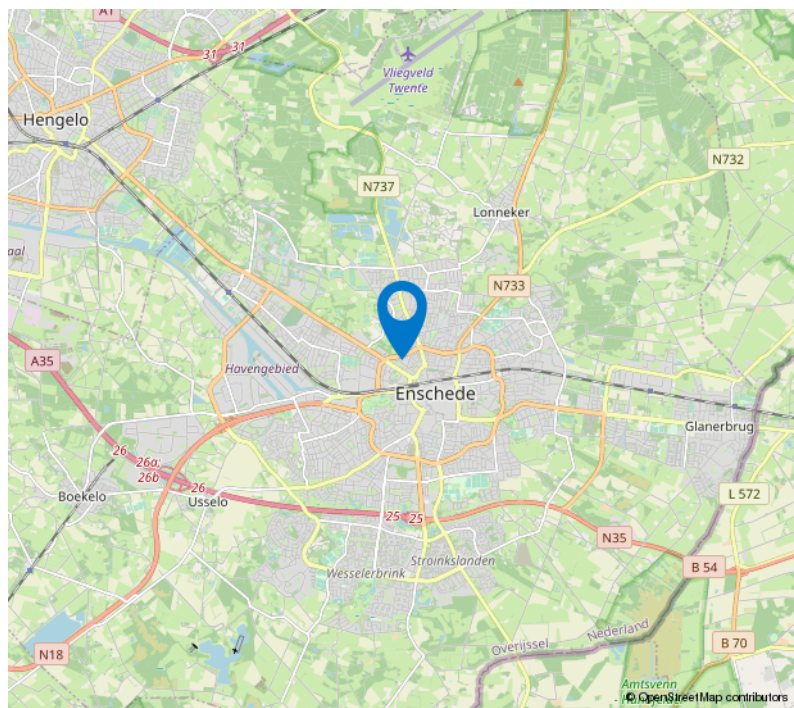 A1
31
31
Vliegveld
Twente
Hengelo
N732
N737
Lonneker
aal
N733
A35
Havengebied
Enschede
Glanerbrug
26
26a;
26b
26
L 572
Boekelo
Usselo
25
25
N35
Stroinkslanden
B 54
Wesselerbrink
Nederland
Overijssel
B 70
N18
Amtsvenn
© OpenStreetMap contributors